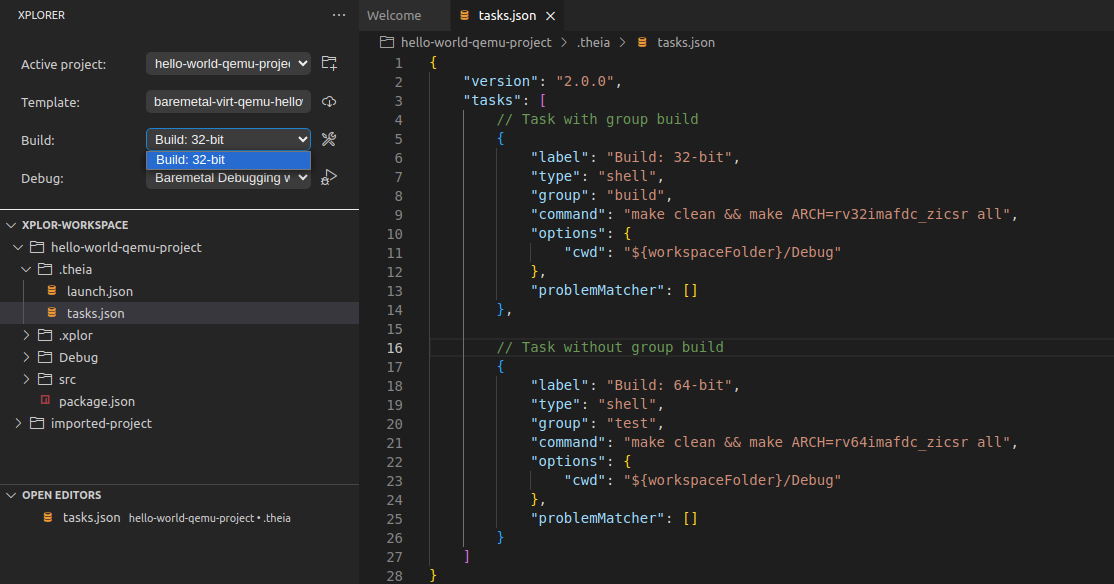 XPLORER
Active project: hello-world-qemu-projec
Template: baremetal-virt-qemu-hello
Build: Build: 32-bit
Build: 32-bit
Debug: Baremetal Debugging w
XPLOR-WORKSPACE
hello-world-qemu-project
.theia
launch.json
tasks.json
.xplor
Debug
src
package.json
imported-project
OPEN EDITORS
tasks.json hello-world-qemu-project • .theia
Welcome tasks.json
hello-world-qemu-project > .theia > tasks.json
1 {
2 "version": "2.0.0",
3 "tasks": [
4 // Task with group build
5 {
6 "label": "Build: 32-bit",
7 "type": "shell",
8 "group": "build",
9 "command": "make clean && make ARCH=rv32imafdc_zicsr all",
10 "options": {
11 "cwd": "${workspaceFolder}/Debug"
12 },
13 "problemMatcher": []
14 },
15
16 // Task without group build
17 {
18 "label": "Build: 64-bit",
19 "type": "shell",
20 "group": "test",
21 "command": "make clean && make ARCH=rv64imafdc_zicsr all",
22 "options": {
23 "cwd": "${workspaceFolder}/Debug"
24 },
25 "problemMatcher": []
26 }
27 ]
28 }